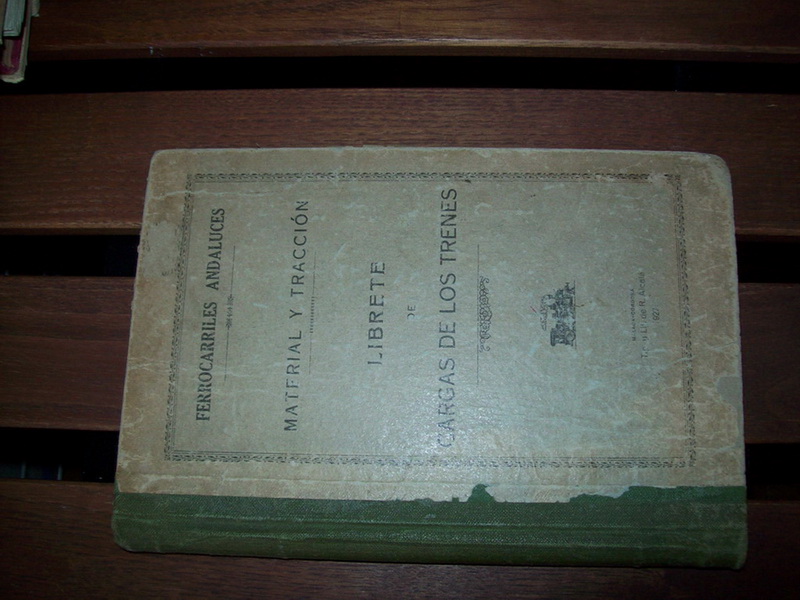 FERROCARRILES ANDALUCES
MATERIAL Y TRACCIÓN
LIBRETE
DE
CARGAS DE LOS TRENES